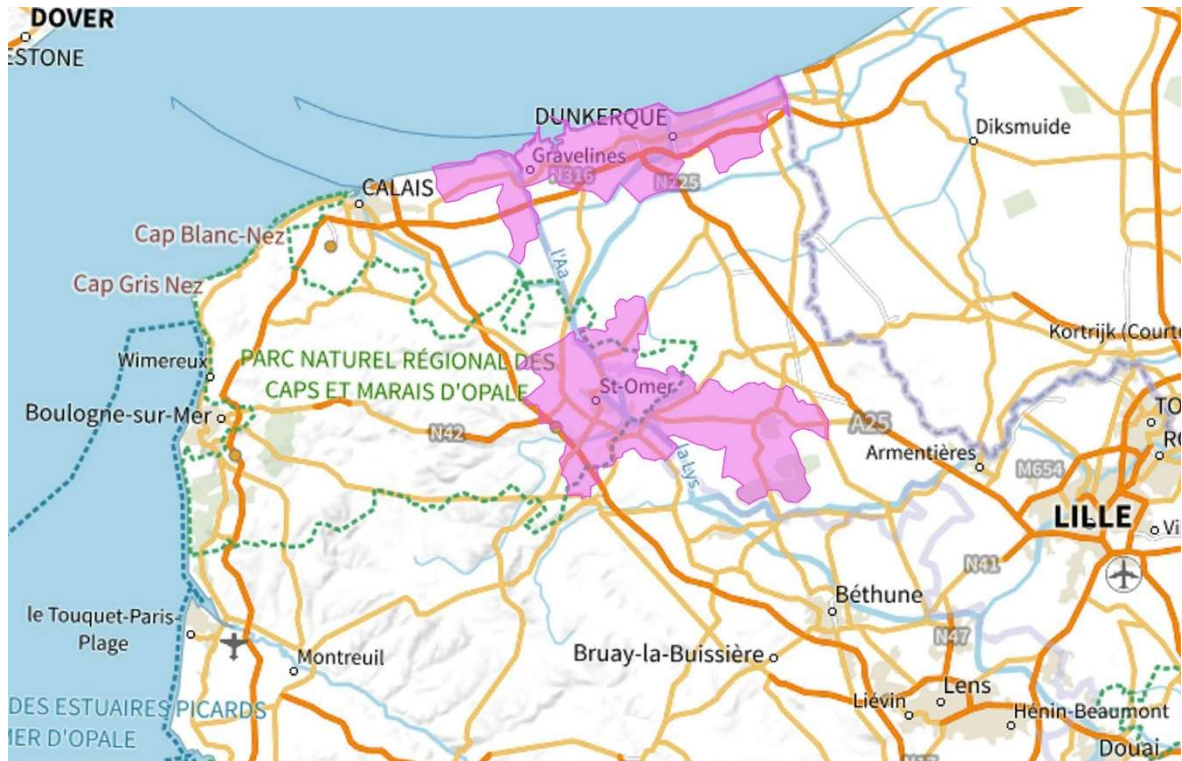 DOVER
ESTONE
DUNKERQUE
Diksmuide
Gravelines
N316
N225
CALAIS
Cap Blanc-Nez
l'Aa
Cap Gris Nez
Kortrijk (Courtr
Wimereux
PARC NATUREL RÉGIONAL DES
CAPS ET MARAIS D'OPALE
St-Omer
Boulogne-sur-Mer
N42
A25
TO
RO
Armentières
La Lys
M654
LILLE
Vi
N41
Béthune
le Touquet-Paris-
Plage
N47
Montreuil
Bruay-la-Buissière
Liévin
Lens
DES ESTUAIRES PICARDS
MER D'OPALE
Hénin-Beaumont
Douai
N17